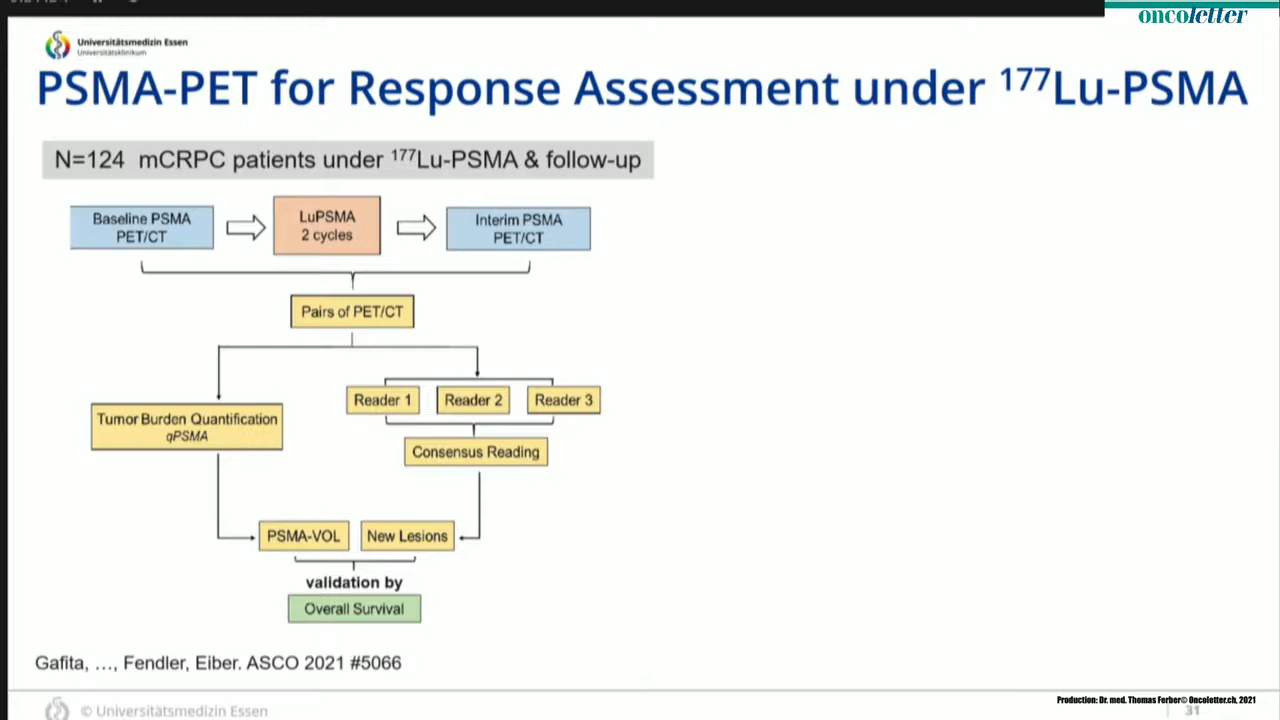 oncoletter
Universitätsmedizin Essen
Universitätsklinikum
PSMA-PET for Response Assessment under ¹⁷⁷Lu-PSMA
N=124 mCRPC patients under ¹⁷⁷Lu-PSMA & follow-up
Baseline PSMA
PET/CT
LuPSMA
2 cycles
Interim PSMA
PET/CT
Pairs of PET/CT
Reader 1
Reader 2
Reader 3
Tumor Burden Quantification
qPSMA
Consensus Reading
PSMA-VOL
New Lesions
validation by
Overall Survival
Gafita, ..., Fendler, Eiber. ASCO 2021 #5066
Production: Dr. med. Thomas Ferber© Oncoletter.ch, 2021
© Universitätsmedizin Essen
31